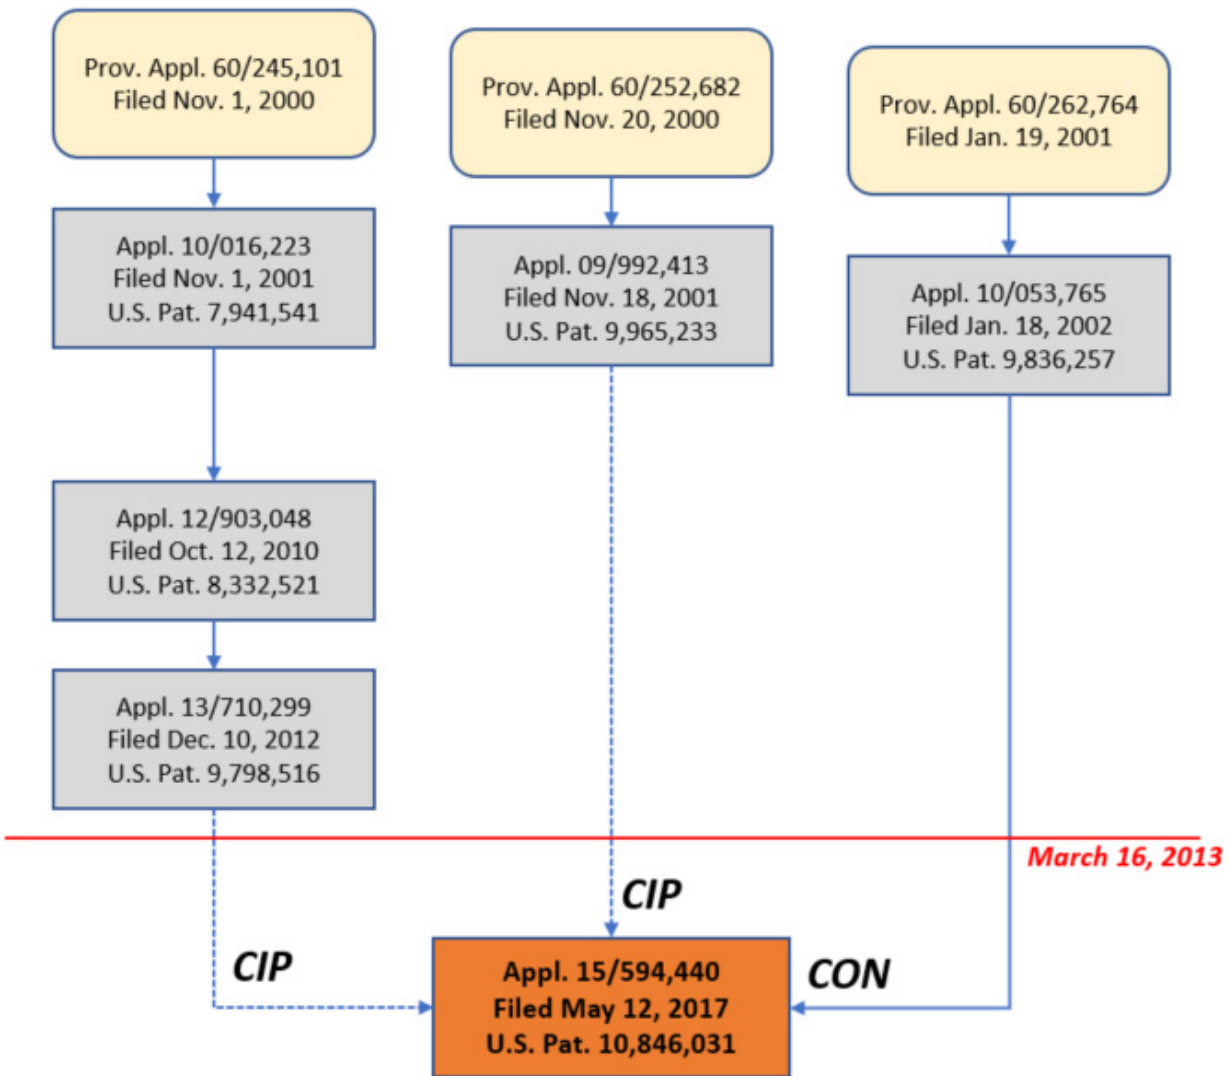 Prov. Appl. 60/245,101
Filed Nov. 1, 2000
Prov. Appl. 60/252,682
Filed Nov. 20, 2000
Prov. Appl. 60/262,764
Filed Jan. 19, 2001
Appl. 10/016,223
Filed Nov. 1, 2001
U.S. Pat. 7,941,541
Appl. 09/992,413
Filed Nov. 18, 2001
U.S. Pat. 9,965,233
Appl. 10/053,765
Filed Jan. 18, 2002
U.S. Pat. 9,836,257
Appl. 12/903,048
Filed Oct. 12, 2010
U.S. Pat. 8,332,521
Appl. 13/710,299
Filed Dec. 10, 2012
U.S. Pat. 9,798,516
March 16, 2013
CIP
CIP
CON
Appl. 15/594,440
Filed May 12, 2017
U.S. Pat. 10,846,031